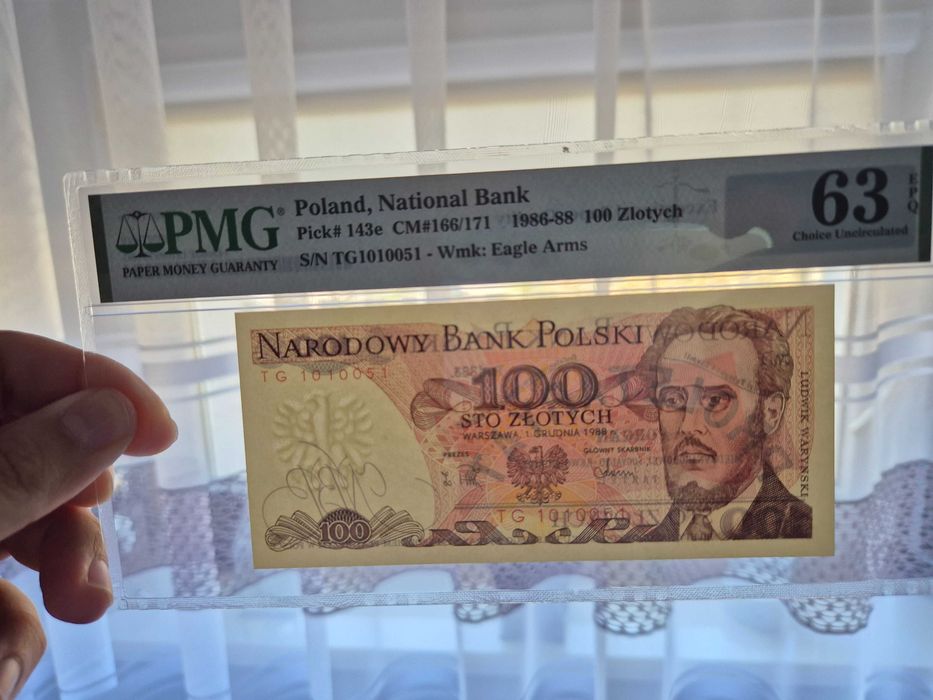 PMG®
PAPER MONEY GUARANTY
Poland, National Bank
Pick# 143e CM#166/171 1986-88 100 Zlotych
S/N TG1010051 - Wmk: Eagle Arms
63
Choice Uncirculated
EPQ
NARODOWY BANK POLSKI
TG 1010051
100
STO ZŁOTYCH
WARSZAWA, 1 GRUDNIA 1988 r.
PREZES
GŁÓWNY SKARBNIK
TG 1010051
100
LUDWIK WARYŃSKI